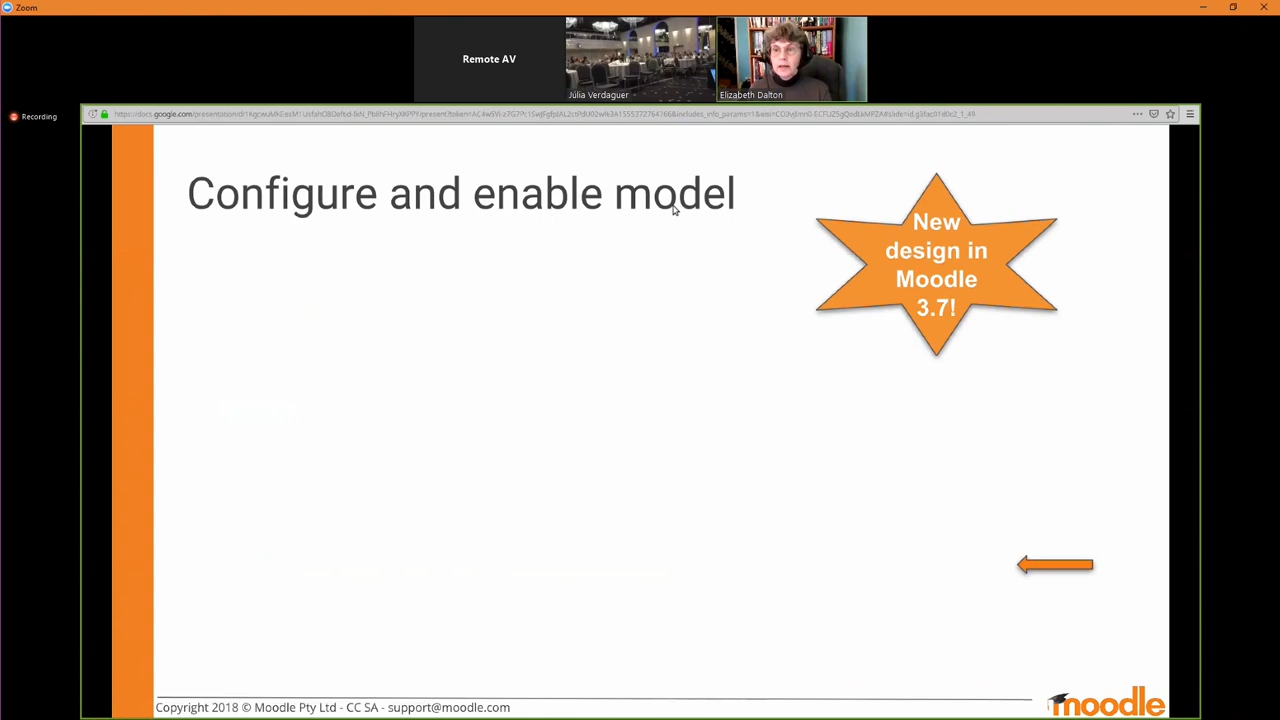 Zoom
Remote AV
Júlia Verdaguer
Elizabeth Dalton
Recording
Configure and enable model
New
design in
Moodle
3.7!
Copyright 2018 © Moodle Pty Ltd - CC SA - support@moodle.com
moodle